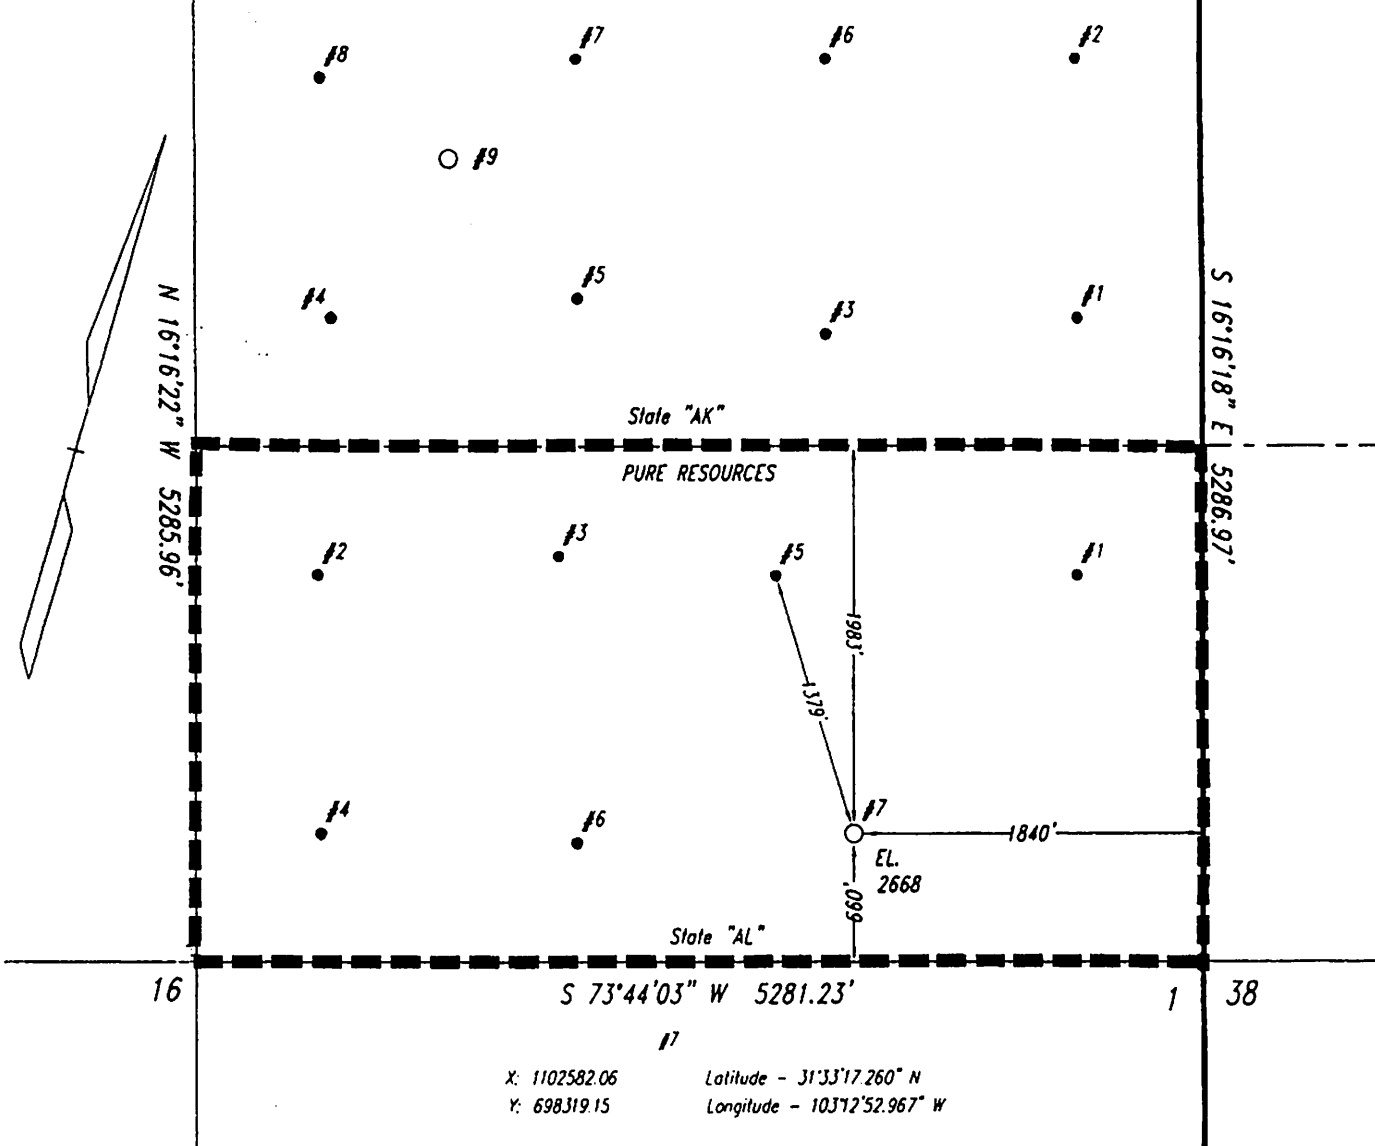 #8
#7
#6
#2
#9
#4
#5
#3
#1
N 16°16'22" W 5285.96'
S 16°16'18" E 5286.97'
State "AK"
PURE RESOURCES
#2
#3
#5
#1
1983'
1379'
#4
#6
#7
1840'
EL.
2668
660'
State "AL"
16
S 73°44'03" W 5281.23'
1
38
#7
X: 1102582.06
Latitude - 31°33'17.260" N
Y: 698319.15
Longitude - 103°12'52.967" W